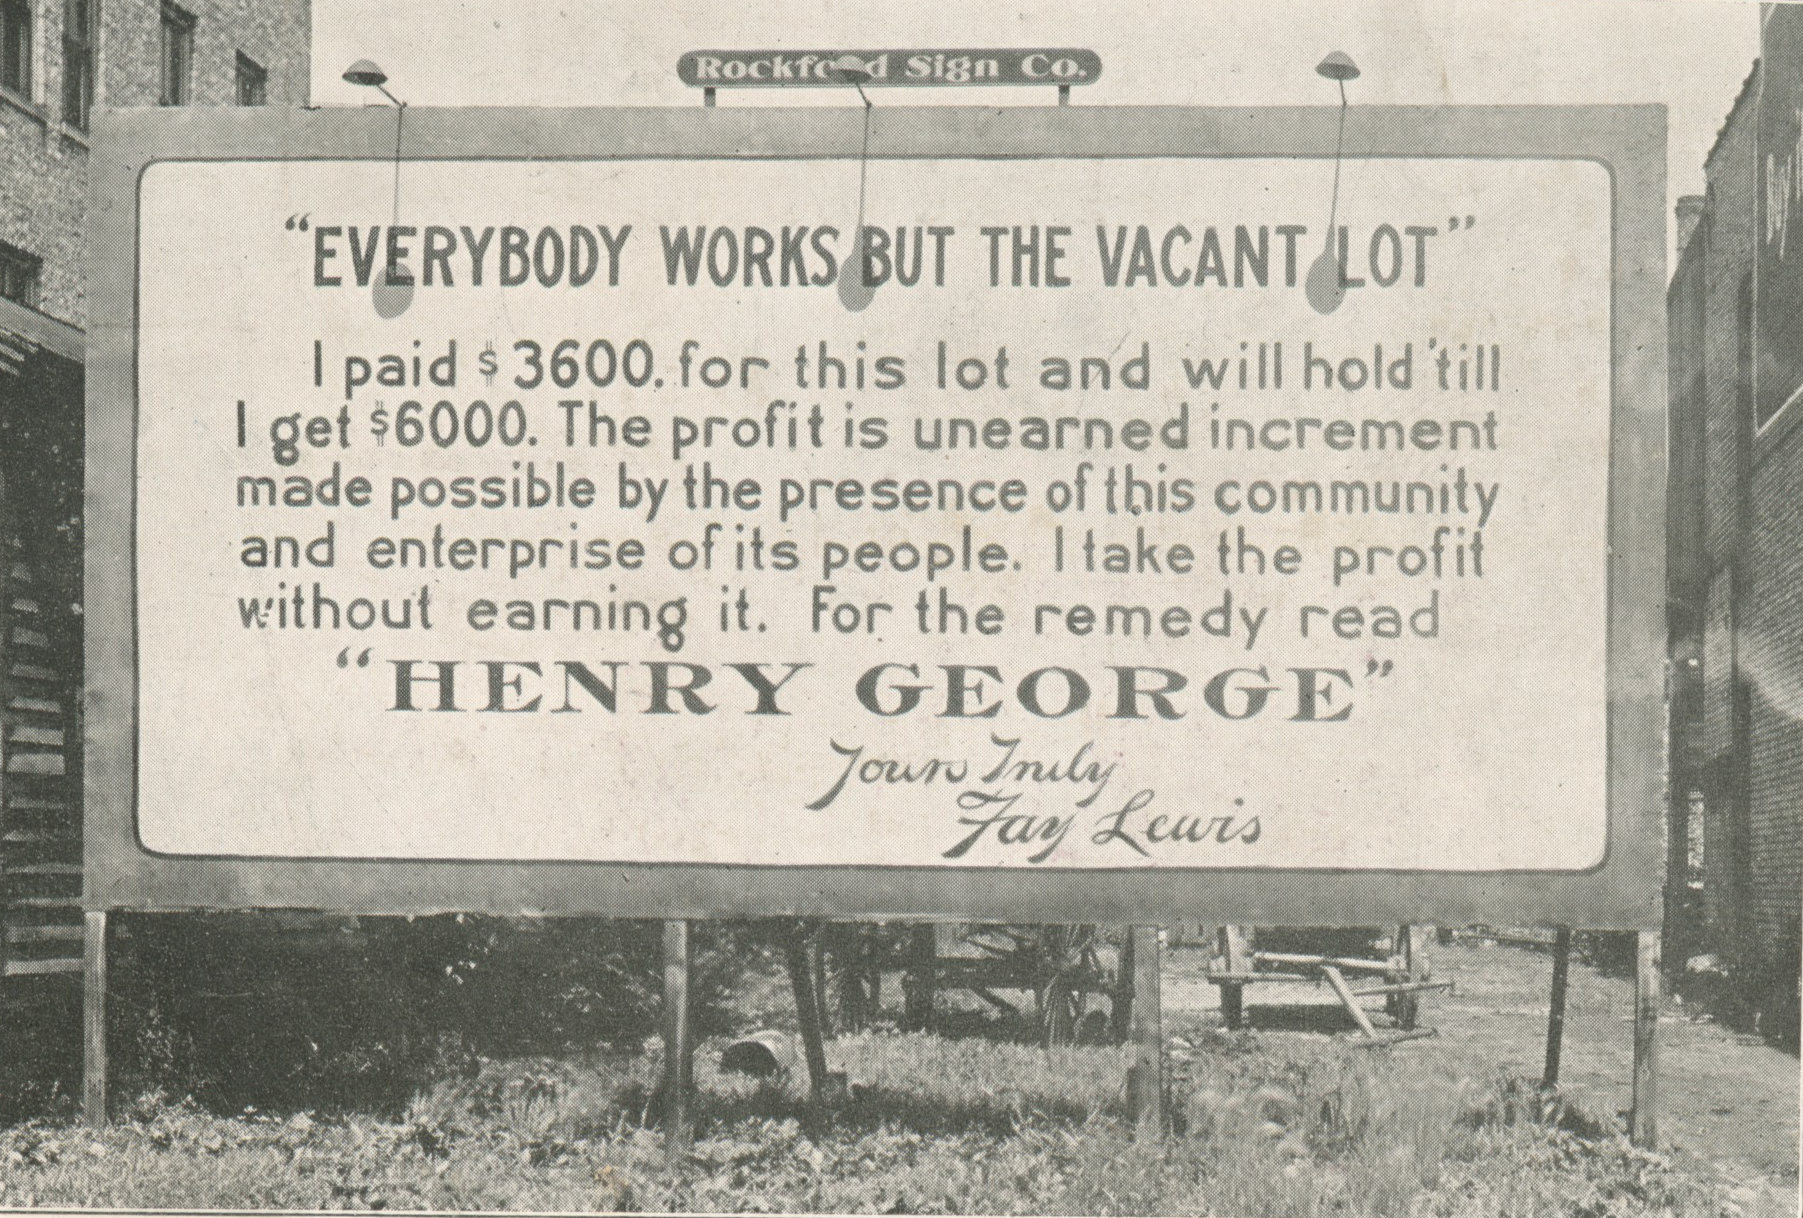 Rockford Sign Co.
“EVERYBODY WORKS BUT THE VACANT LOT”
I paid $3600. for this lot and will hold 'till
I get $6000. The profit is unearned increment
made possible by the presence of this community
and enterprise of its people. I take the profit
without earning it. For the remedy read
“HENRY GEORGE”
Yours Truly
Fay Lewis